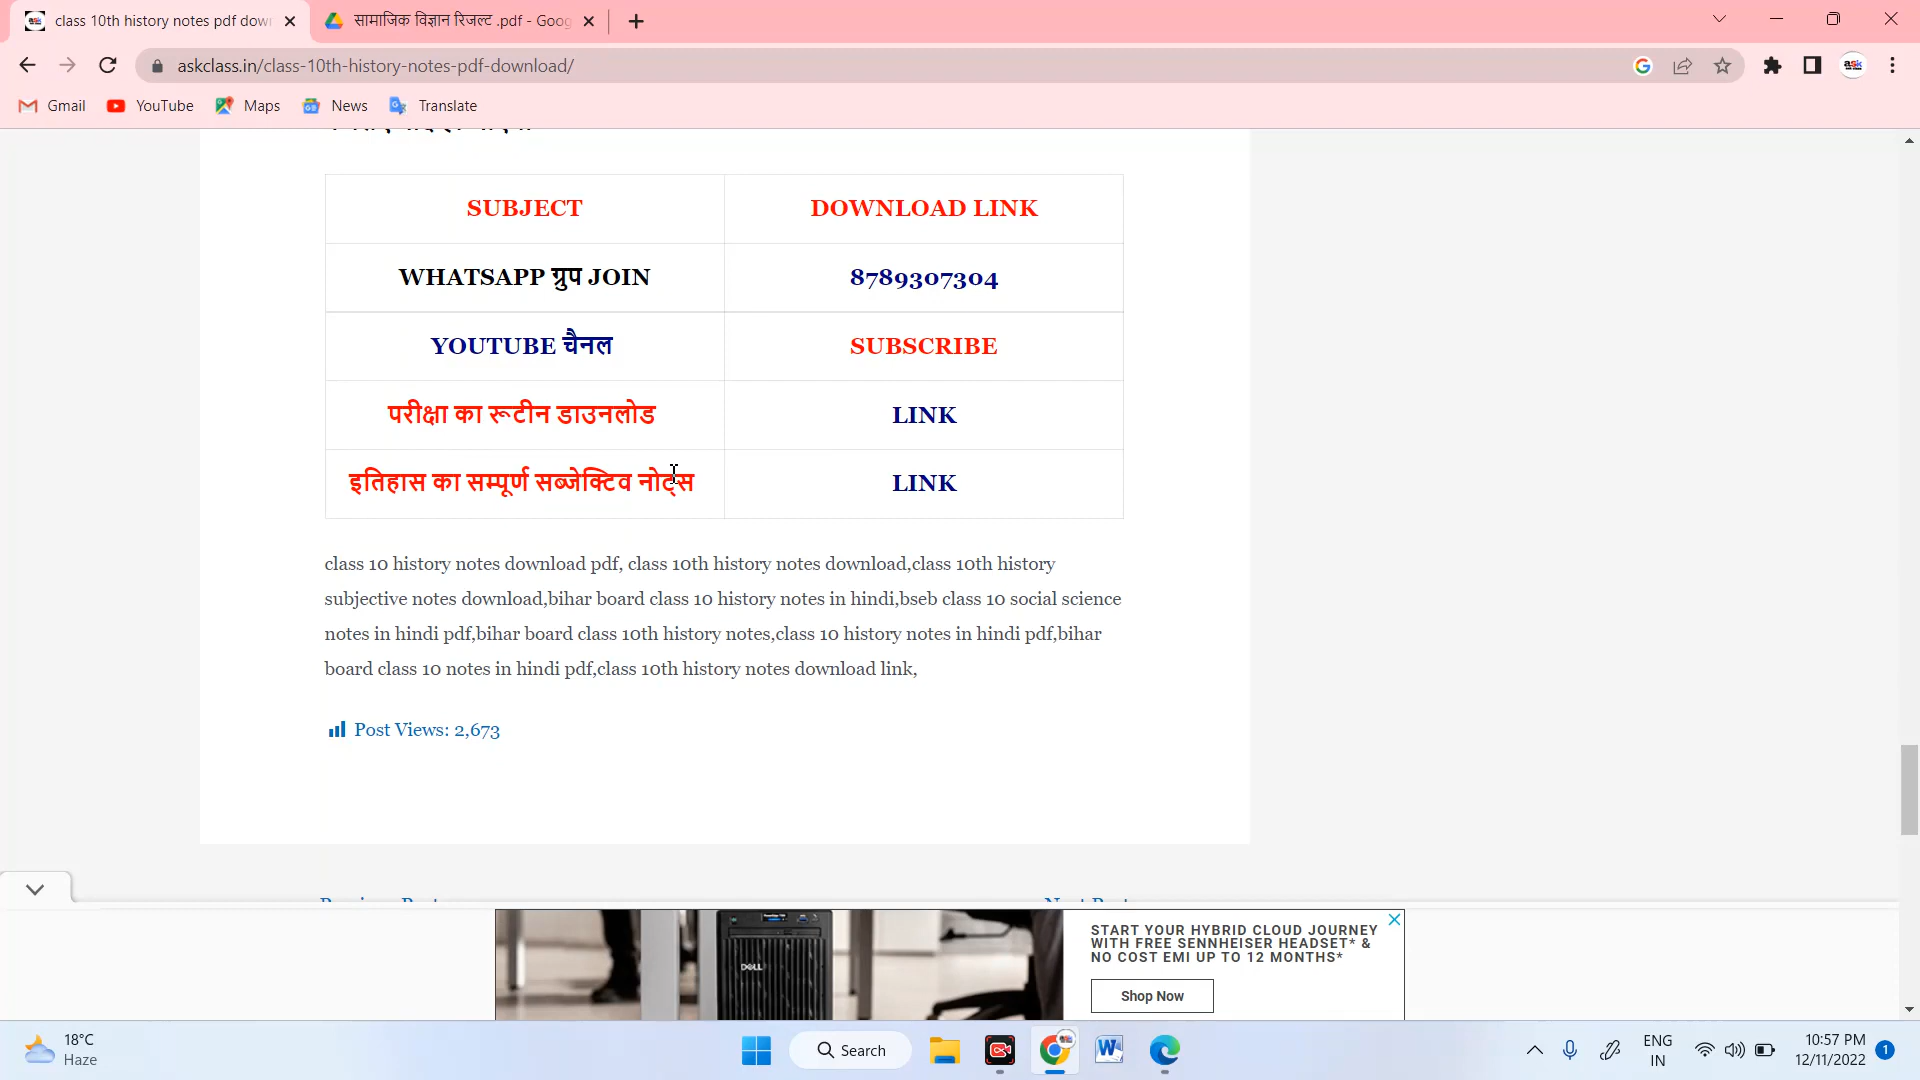 class 10th history notes pdf dow
सामाजिक विज्ञान रिजल्ट .pdf - Goog
askclass.in/class-10th-history-notes-pdf-download/
Gmail YouTube Maps News Translate
SUBJECT DOWNLOAD LINK
WHATSAPP ग्रुप JOIN 8789307304
YOUTUBE चैनल SUBSCRIBE
परीक्षा का रूटीन डाउनलोड LINK
इतिहास का सम्पूर्ण सब्जेक्टिव नोट्स LINK
class 10 history notes download pdf, class 10th history notes download,class 10th history
subjective notes download,bihar board class 10 history notes in hindi,bseb class 10 social science
notes in hindi pdf,bihar board class 10th history notes,class 10 history notes in hindi pdf,bihar
board class 10 notes in hindi pdf,class 10th history notes download link,
Post Views: 2,673
START YOUR HYBRID CLOUD JOURNEY
WITH FREE SENNHEISER HEADSET* &
NO COST EMI UP TO 12 MONTHS*
DELL
Shop Now
18°C
Haze
Search
ENG
IN
10:57 PM
12/11/2022
1